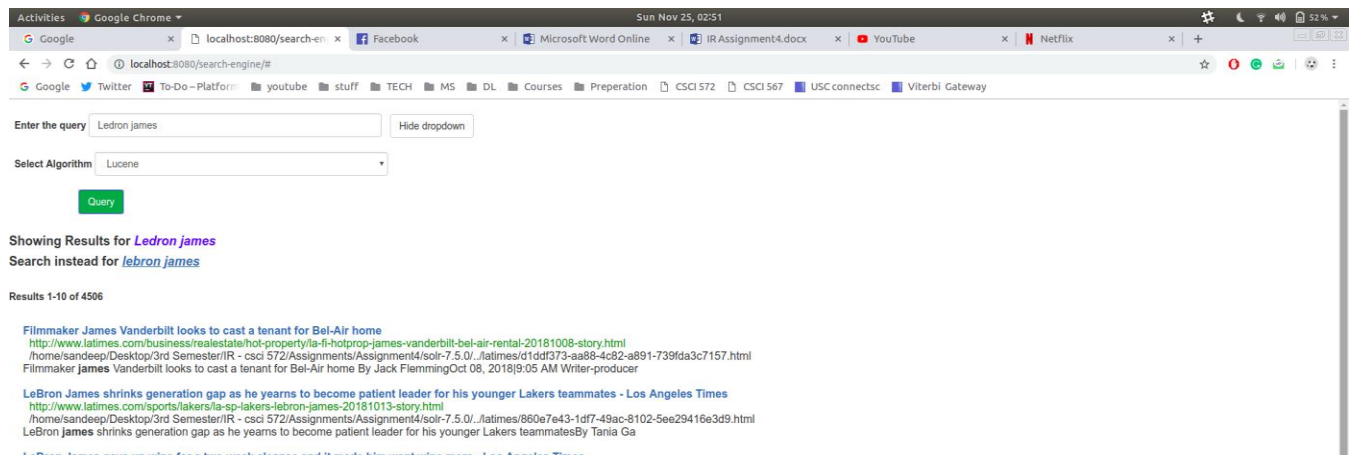 Activities Google Chrome Sun Nov 25, 02:51 52%
Google localhost:8080/search-en Facebook Microsoft Word Online IR Assignment4.docx YouTube Netflix
localhost:8080/search-engine/#
Google Twitter To-Do – Platform youtube stuff TECH MS DL Courses Preperation CSCI 572 CSCI 567 USC connectsc Viterbi Gateway
Enter the query Ledron james Hide dropdown
Select Algorithm Lucene
Query
Showing Results for Ledron james
Search instead for lebron james
Results 1-10 of 4506
Filmmaker James Vanderbilt looks to cast a tenant for Bel-Air home
http://www.latimes.com/business/realestate/hot-property/la-fi-hotprop-james-vanderbilt-bel-air-rental-20181008-story.html
/home/sandeep/Desktop/3rd Semester/IR - csci 572/Assignments/Assignment4/solr-7.5.0/../latimes/d1ddf373-aa88-4c82-a891-739fda3c7157.html
Filmmaker james Vanderbilt looks to cast a tenant for Bel-Air home By Jack FlemmingOct 08, 2018|9:05 AM Writer-producer
LeBron James shrinks generation gap as he yearns to become patient leader for his younger Lakers teammates - Los Angeles Times
http://www.latimes.com/sports/lakers/la-sp-lakers-lebron-james-20181013-story.html
/home/sandeep/Desktop/3rd Semester/IR - csci 572/Assignments/Assignment4/solr-7.5.0/../latimes/860e7e43-1df7-49ac-8102-5ee29416e3d9.html
LeBron james shrinks generation gap as he yearns to become patient leader for his younger Lakers teammatesBy Tania Ga